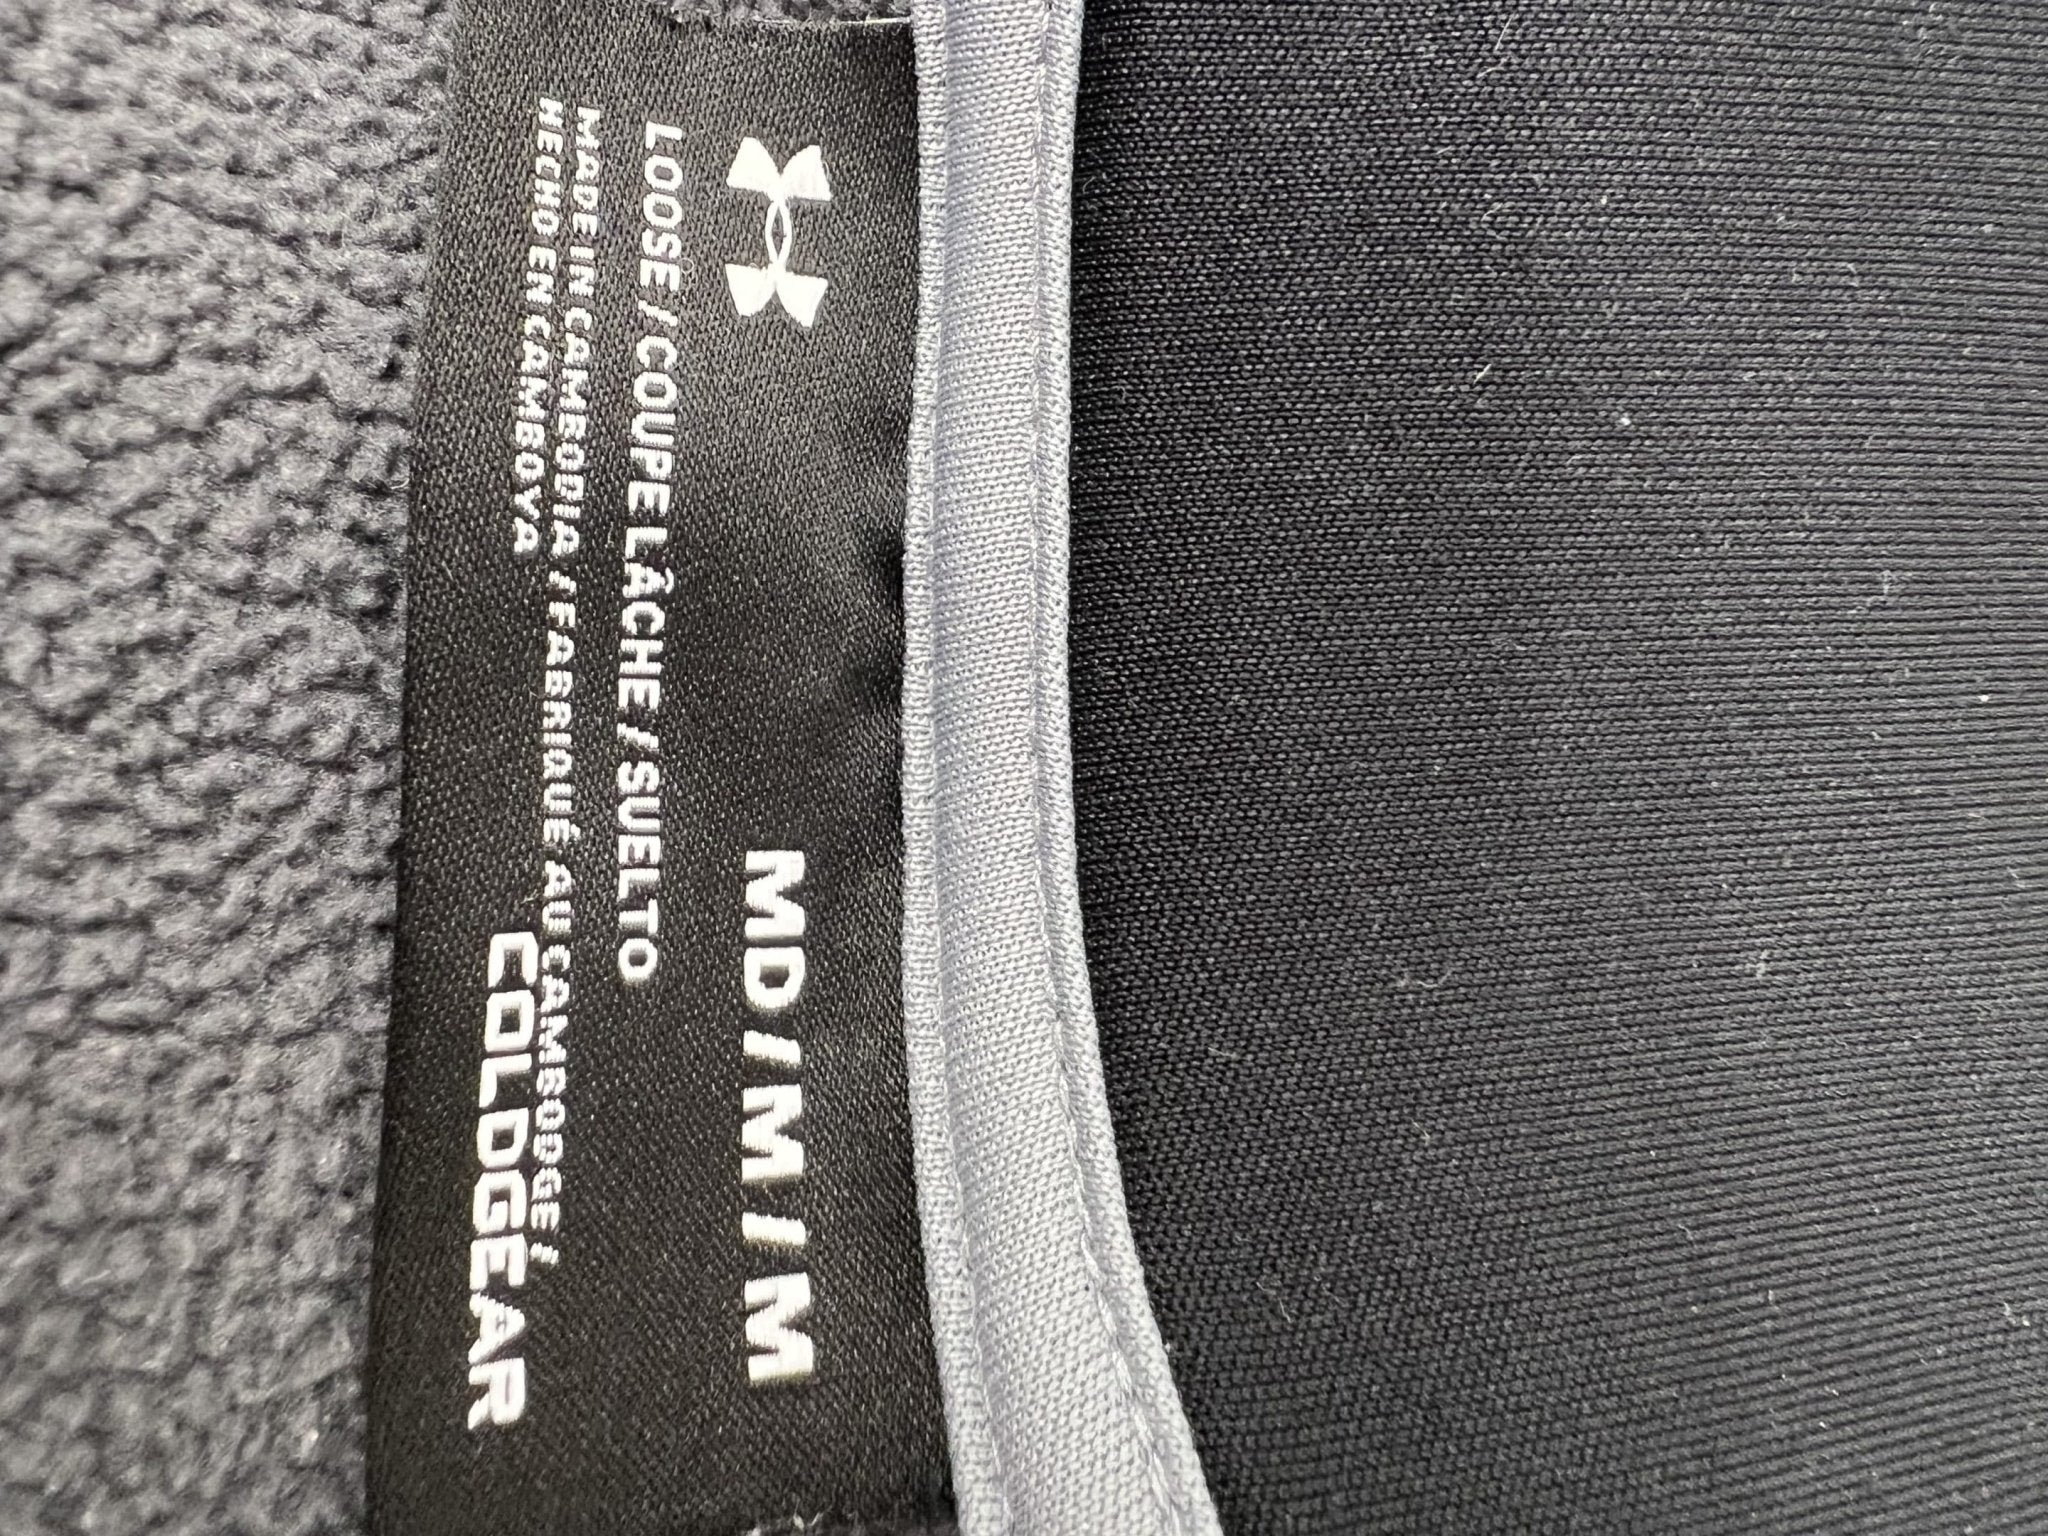 MD / M / M
LOOSE / COUPE LÂCHE / SUELTO
MADE IN CAMBODIA / FABRIQUÉ AU CAMBODGE /
HECHO EN CAMBOYA
COLDGEAR